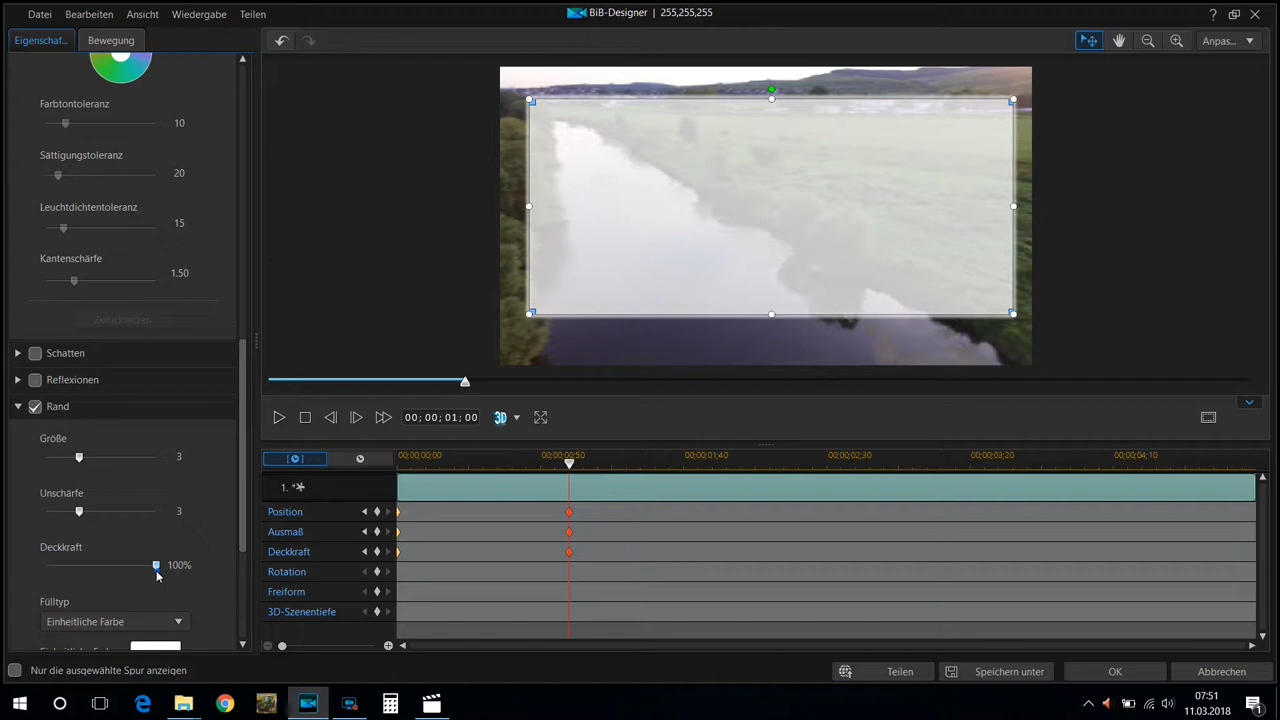 Datei Bearbeiten Ansicht Wiedergabe Teilen BiB-Designer | 255,255,255 ?
Eigenschaf... Bewegung Anpas...
Farbtontoleranz
10
Sättigungstoleranz
20
Leuchtdichtentoleranz
15
Kantenschärfe
1.50
Zurücksetzen
Schatten
Reflexionen
Rand
Größe
3
Unschärfe
3
Deckkraft
100%
Fülltyp
Einheitliche Farbe
00; 00; 01; 00 3D
00;00;00;00 00;00;00;50 00;00;01;40 00;00;02;30 00;00;03;20 00;00;04;10
1.
Position
Ausmaß
Deckkraft
Rotation
Freiform
3D-Szenentiefe
Nur die ausgewählte Spur anzeigen Teilen Speichern unter OK Abbrechen
07:51
11.03.2018
1